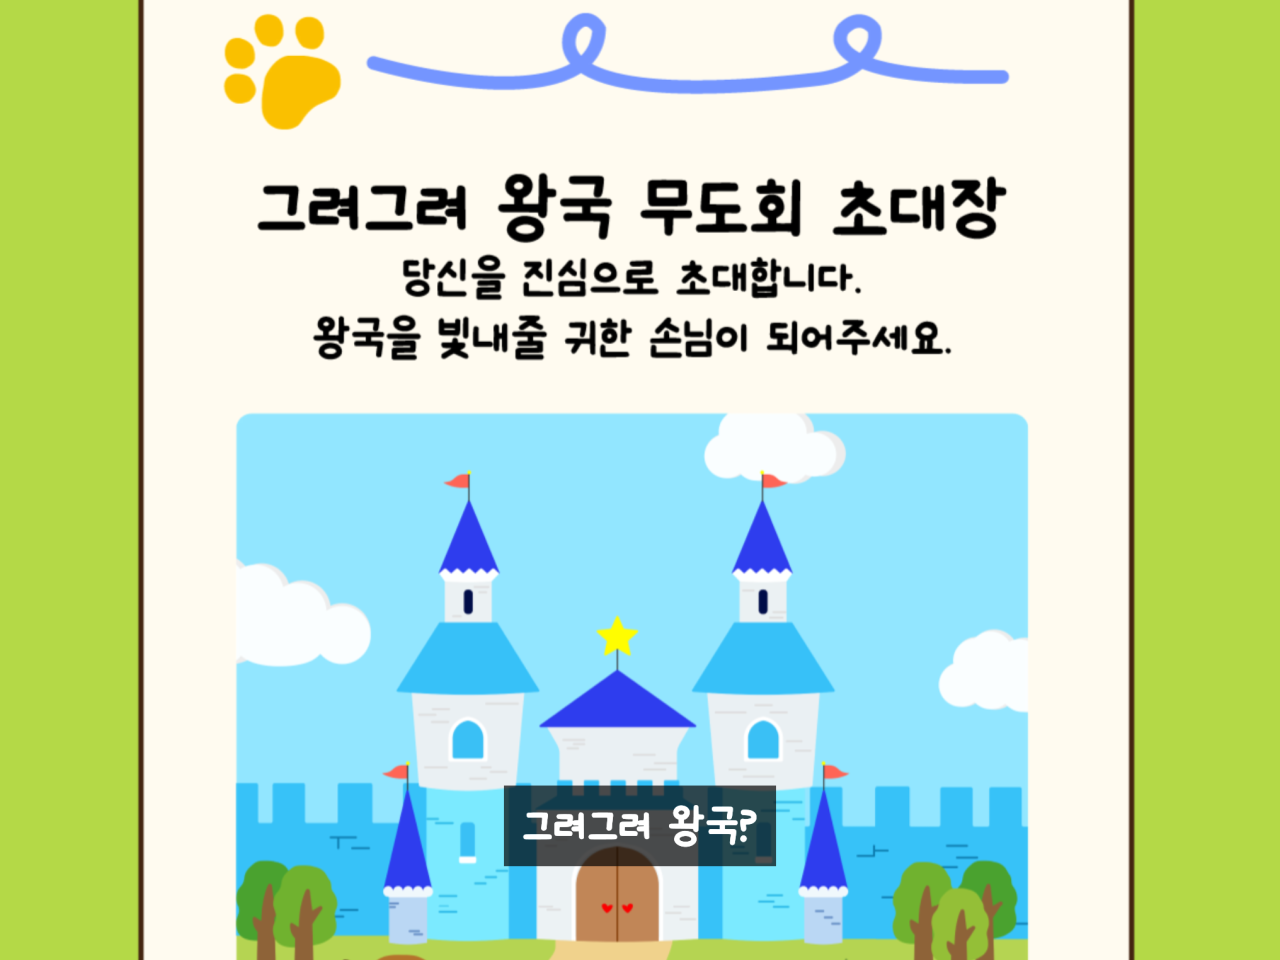 그려그려 왕국 무도회 초대장
당신을 진심으로 초대합니다.
왕국을 빛내줄 귀한 손님이 되어주세요.
그려그려 왕국?